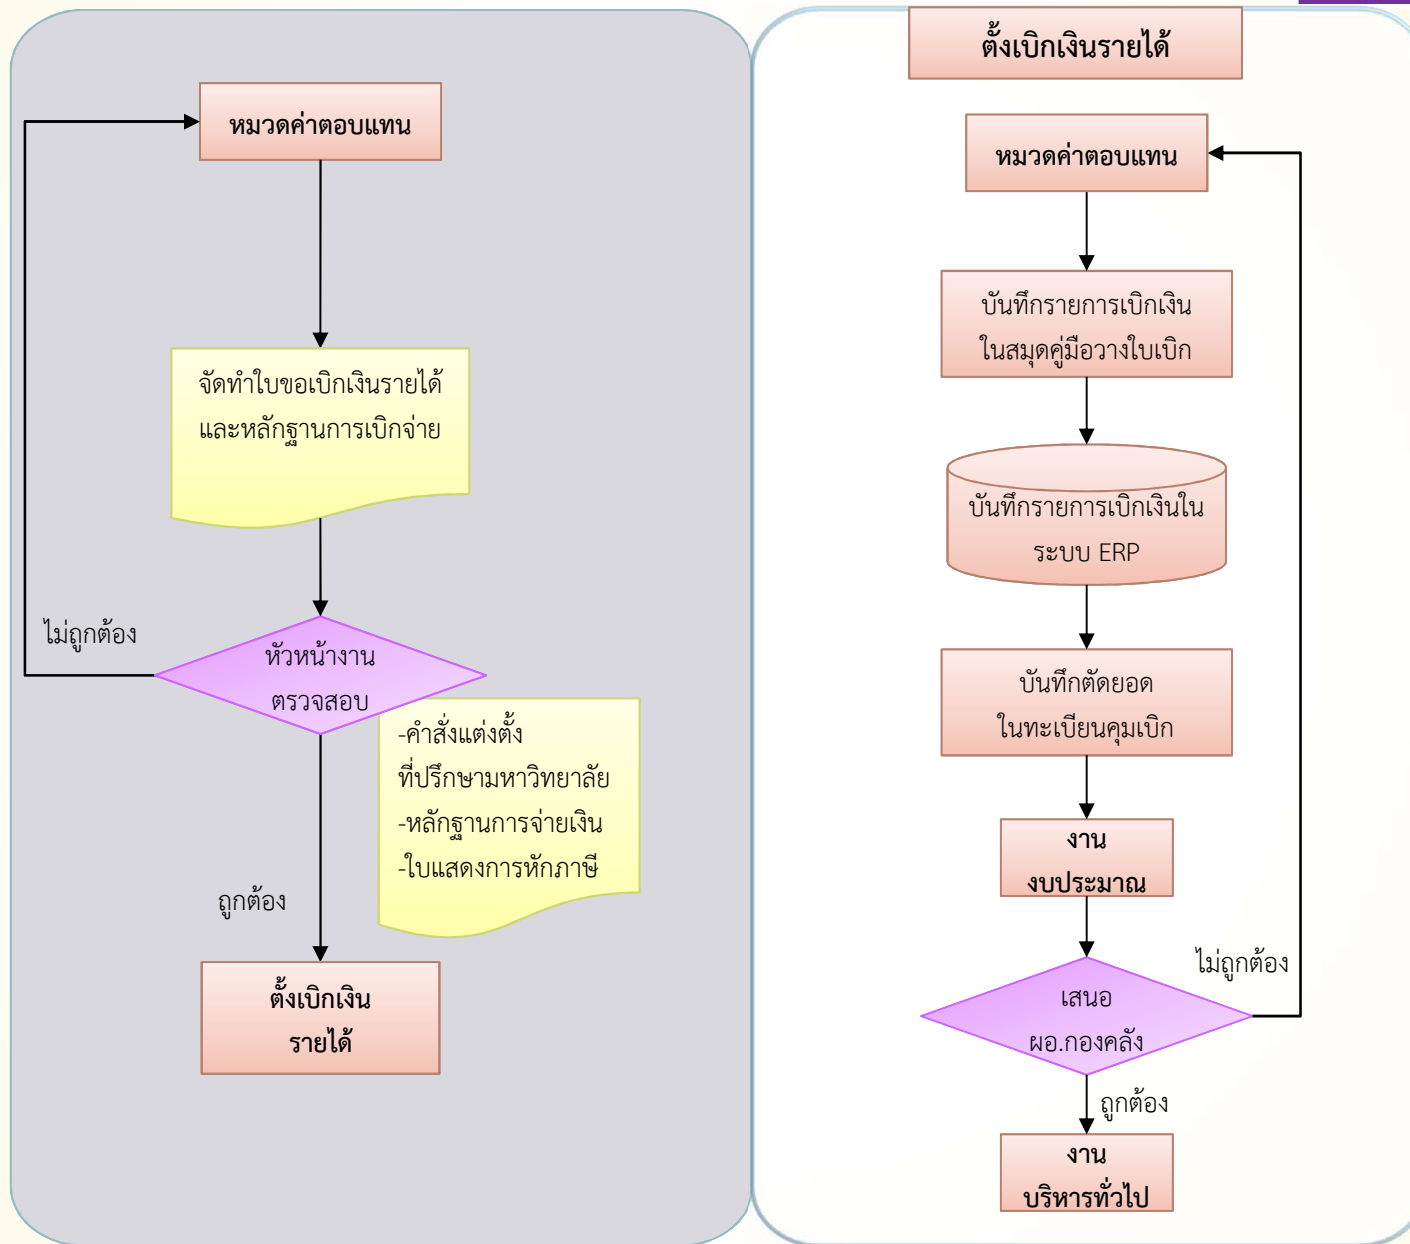 หมวดค่าตอบแทน
จัดทำใบขอเบิกเงินรายได้
และหลักฐานการเบิกจ่าย
ไม่ถูกต้อง
หัวหน้างาน
ตรวจสอบ
-คำสั่งแต่งตั้ง
ที่ปรึกษามหาวิทยาลัย
-หลักฐานการจ่ายเงิน
-ใบแสดงการหักภาษี
ถูกต้อง
ตั้งเบิกเงิน
รายได้
ตั้งเบิกเงินรายได้
หมวดค่าตอบแทน
บันทึกรายการเบิกเงิน
ในสมุดคู่มือวางใบเบิก
บันทึกรายการเบิกเงินใน
ระบบ ERP
บันทึกตัดยอด
ในทะเบียนคุมเบิก
งาน
งบประมาณ
ไม่ถูกต้อง
เสนอ
ผอ.กองคลัง
ถูกต้อง
งาน
บริหารทั่วไป